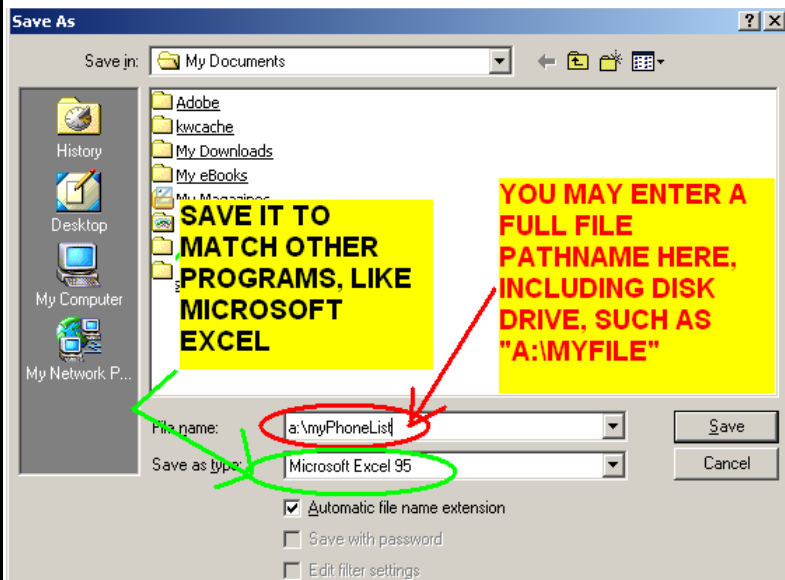 Save As
Save in: My Documents
History
Desktop
My Computer
My Network P...
Adobe
kwcache
My Downloads
My eBooks
My Magazines
SAVE IT TO
MATCH OTHER
PROGRAMS, LIKE
MICROSOFT
EXCEL
YOU MAY ENTER A
FULL FILE
PATHNAME HERE,
INCLUDING DISK
DRIVE, SUCH AS
"A:\MYFILE"
File name: a:\myPhoneList Save
Save as type: Microsoft Excel 95 Cancel
Automatic file name extension
Save with password
Edit filter settings